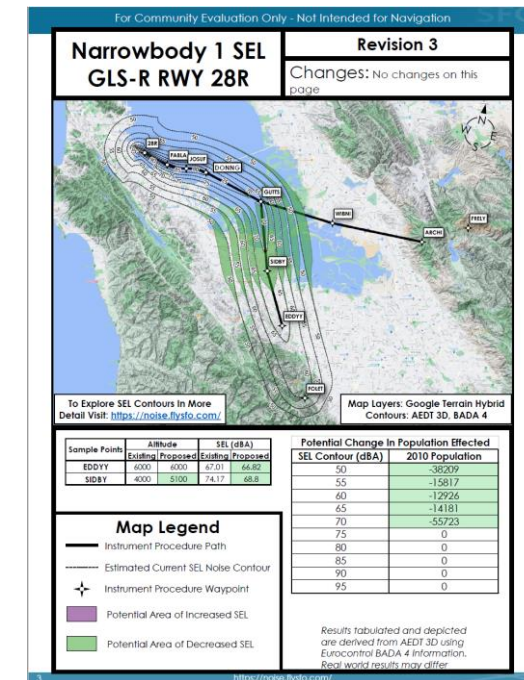 For Community Evaluation Only - Not Intended for Navigation
SF
Narrowbody 1 SEL
GLS-R RWY 28R
Revision 3
Changes: No changes on this
page
N
W
E
S
28R
FABLA
JOSUF
DONNG
GUTTS
WIBNI
ARCHI
FRELY
SIDBY
EDDYY
FOLET
To Explore SEL Contours In More
Detail Visit: https://noise.flysfo.com/
Map Layers: Google Terrain Hybrid
Contours: AEDT 3D, BADA 4
Sample Points Altitude SEL (dBA)
Existing Proposed Existing Proposed
EDDYY 6000 6000 67.01 66.82
SIDBY 4000 5100 74.17 68.8
Potential Change In Population Effected
SEL Contour (dBA) 2010 Population
50 -38209
55 -15817
60 -12926
65 -14181
70 -55723
75 0
80 0
85 0
90 0
95 0
Map Legend
Instrument Procedure Path
Estimated Current SEL Noise Contour
Instrument Procedure Waypoint
Potential Area of Increased SEL
Potential Area of Decreased SEL
Results tabulated and depicted
are derived from AEDT 3D using
Eurocontrol BADA 4 Information.
Real world results may differ
3
https://noise.flysfo.com/